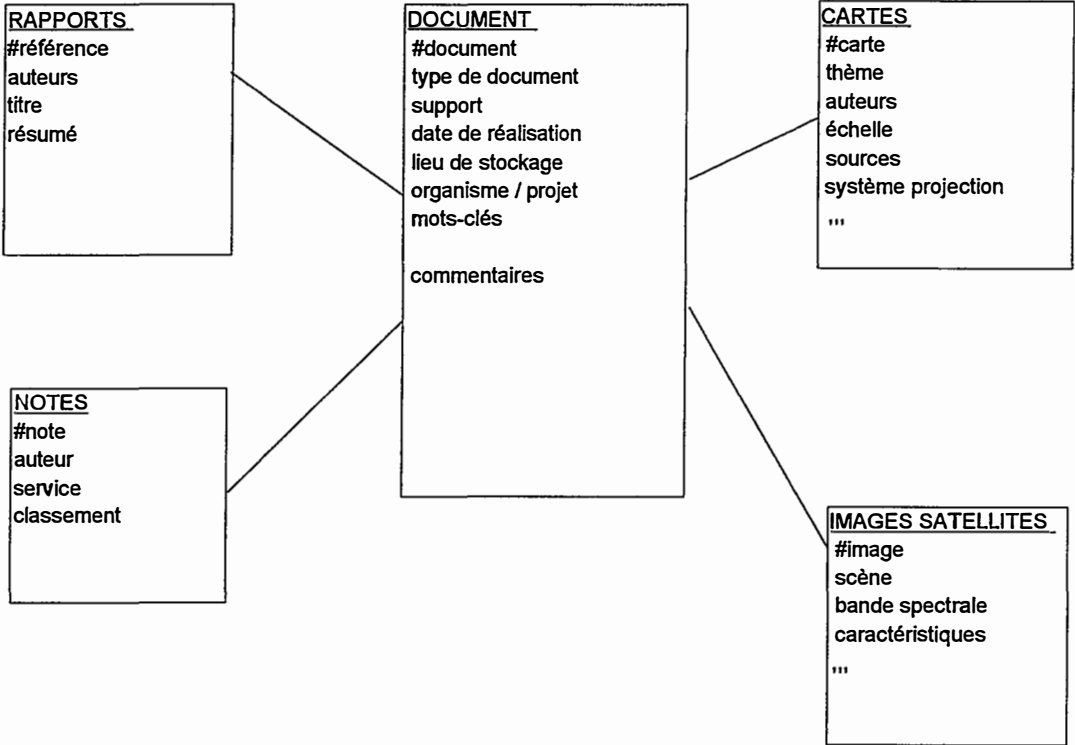 RAPPORTS
#référence
auteurs
titre
résumé
DOCUMENT
#document
type de document
support
date de réalisation
lieu de stockage
organisme / projet
mots-clés
commentaires
CARTES
#carte
thème
auteurs
échelle
sources
système projection
,,,
NOTES
#note
auteur
service
classement
IMAGES SATELLITES
#image
scène
bande spectrale
caractéristiques
,,,